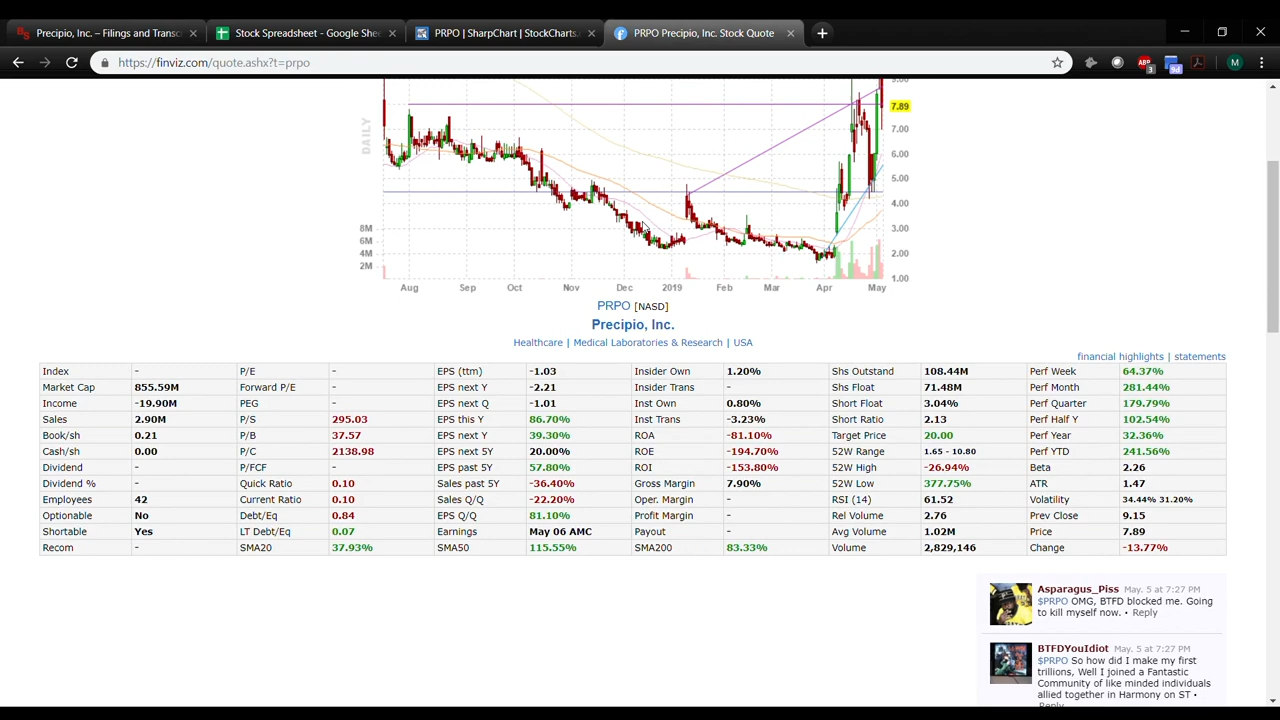 Precipio, Inc. – Filings and Transcr
Stock Spreadsheet - Google Shee
PRPO | SharpChart | StockCharts.
PRPO Precipio, Inc. Stock Quote
https://finviz.com/quote.ashx?t=prpo
ABP
3
9d
M
DAILY
9.00
7.89
7.00
6.00
5.00
4.00
3.00
2.00
1.00
8M
6M
4M
2M
Aug Sep Oct Nov Dec 2019 Feb Mar Apr May
PRPO [NASD]
Precipio, Inc.
Healthcare | Medical Laboratories & Research | USA
financial highlights | statements
Index - P/E - EPS (ttm) -1.03 Insider Own 1.20% Shs Outstand 108.44M Perf Week 64.37%
Market Cap 855.59M Forward P/E - EPS next Y -2.21 Insider Trans - Shs Float 71.48M Perf Month 281.44%
Income -19.90M PEG - EPS next Q -1.01 Inst Own 0.80% Short Float 3.04% Perf Quarter 179.79%
Sales 2.90M P/S 295.03 EPS this Y 86.70% Inst Trans -3.23% Short Ratio 2.13 Perf Half Y 102.54%
Book/sh 0.21 P/B 37.57 EPS next Y 39.30% ROA -81.10% Target Price 20.00 Perf Year 32.36%
Cash/sh 0.00 P/C 2138.98 EPS next 5Y 20.00% ROE -194.70% 52W Range 1.65 - 10.80 Perf YTD 241.56%
Dividend - P/FCF - EPS past 5Y 57.80% ROI -153.80% 52W High -26.94% Beta 2.26
Dividend % - Quick Ratio 0.10 Sales past 5Y -36.40% Gross Margin 7.90% 52W Low 377.75% ATR 1.47
Employees 42 Current Ratio 0.10 Sales Q/Q -22.20% Oper. Margin - RSI (14) 61.52 Volatility 34.44% 31.20%
Optionable No Debt/Eq 0.84 EPS Q/Q 81.10% Profit Margin - Rel Volume 2.76 Prev Close 9.15
Shortable Yes LT Debt/Eq 0.07 Earnings May 06 AMC Payout - Avg Volume 1.02M Price 7.89
Recom - SMA20 37.93% SMA50 115.55% SMA200 83.33% Volume 2,829,146 Change -13.77%
Asparagus_Piss May. 5 at 7:27 PM
$PRPO OMG, BTFD blocked me. Going
to kill myself now. • Reply
BTFDYouIdiot May. 5 at 7:27 PM
$PRPO So how did I make my first
trillions, Well I joined a Fantastic
Community of like minded individuals
allied together in Harmony on ST •
Reply